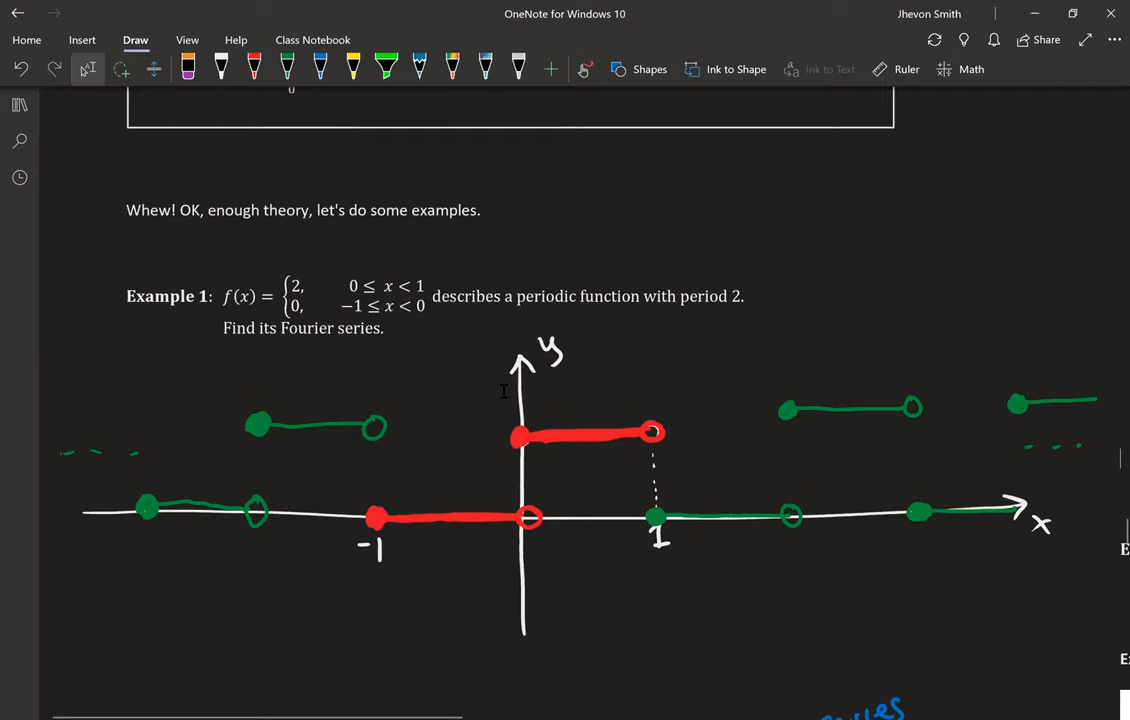 OneNote for Windows 10
Jhevon Smith
Home Insert Draw View Help Class Notebook
Share
Shapes Ink to Shape Ink to Text Ruler Math
0
Whew! OK, enough theory, let's do some examples.
Example 1: f(x) = {2, 0 ≤ x < 1
0, −1 ≤ x < 0 describes a periodic function with period 2.
Find its Fourier series.
y
-1
1
x
E